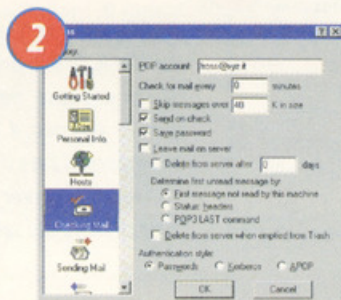 2
POP account:
Check for mail every 0 minutes
Skip messages over 40 K in size
Send on check
Save password
Leave mail on server
Delete from server after 0 days
Determine first unread message by:
First message not read by this machine
Status: headers
POP3 LAST command
Delete from server when emptied from Trash
Authentication style:
Passwords Kerberos APOP
OK Cancel
Getting Started
Personal Info
Hosts
Checking Mail
Sending Mail